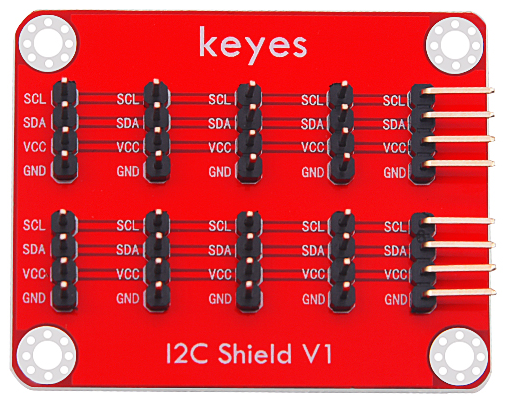 keyes
SCL SCL SCL SCL SCL
SDA SDA SDA SDA SDA
VCC VCC VCC VCC VCC
GND GND GND GND GND
SCL SCL SCL SCL SCL
SDA SDA SDA SDA SDA
VCC VCC VCC VCC VCC
GND GND GND GND GND
I2C Shield V1